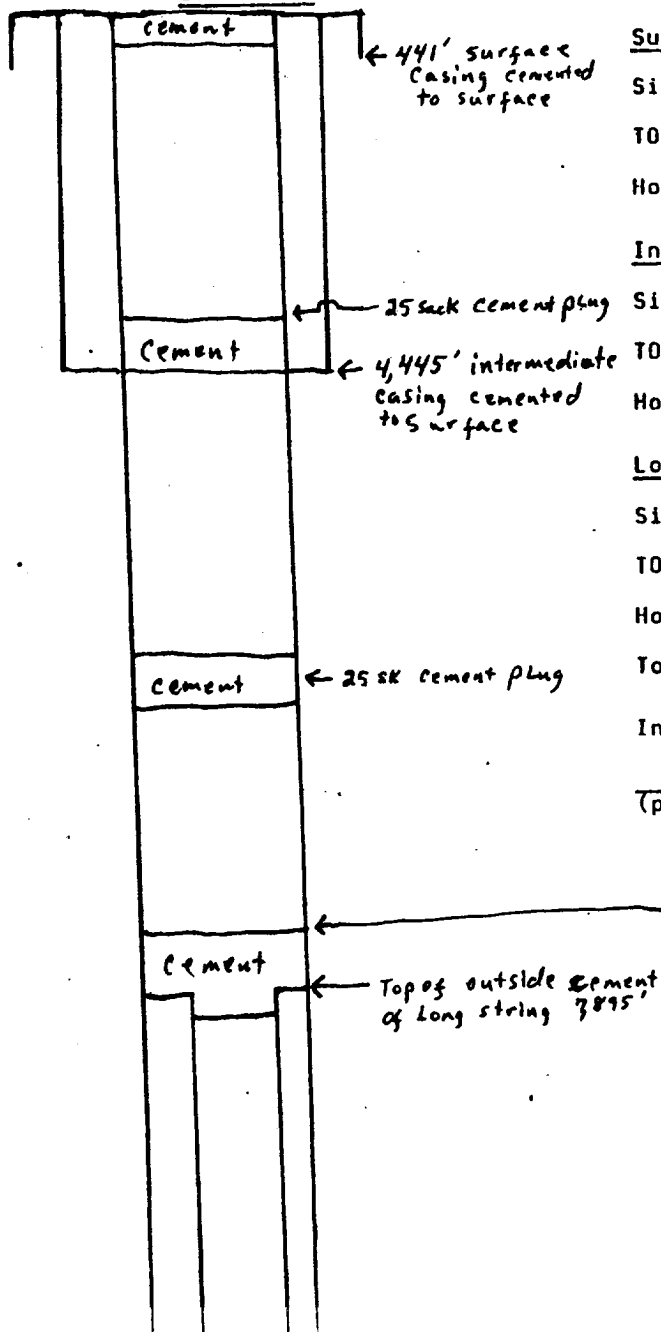 cement
← 441' surface
casing cemented
to surface
Su
Si
TO
Ho
In
25 sack cement plug
Si
cement
← 4,445' intermediate
casing cemented
to surface
TO
Ho
Lo
Si
TO
Ho
To
In
cement
← 25 sk cement plug
(p
cement
← Top of outside cement
of Long string 7895'